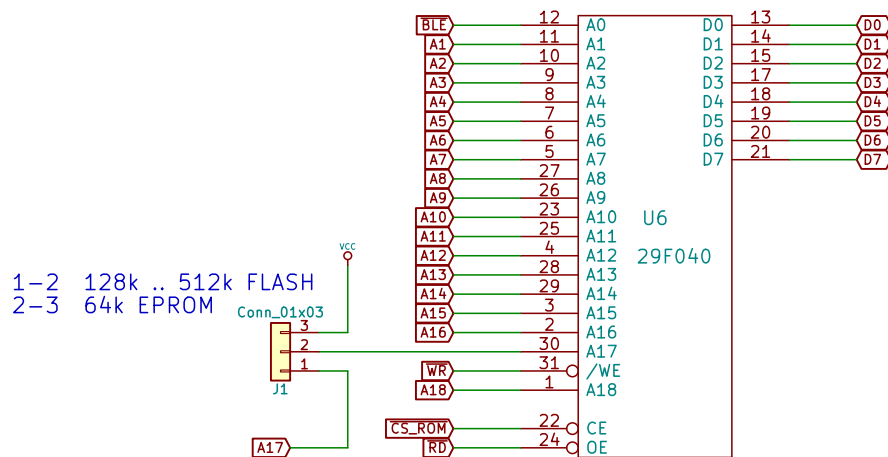 BLE 12 A0 D0 13 D0
A1 11 A1 D1 14 D1
A2 10 A2 D2 15 D2
A3 9 A3 D3 17 D3
A4 8 A4 D4 18 D4
A5 7 A5 D5 19 D5
A6 6 A6 D6 20 D6
A7 5 A7 D7 21 D7
A8 27 A8
A9 26 A9
A10 23 A10 U6
A11 25 A11
VCC A12 4 A12 29F040
1-2 128k .. 512k FLASH A13 28 A13
2-3 64k EPROM A14 29 A14
Conn_01x03 A15 3 A15
3 A16 2 A16
2 30 A17
1 WR 31 /WE
J1 A18 1 A18
CS_ROM 22 CE
A17 RD 24 OE